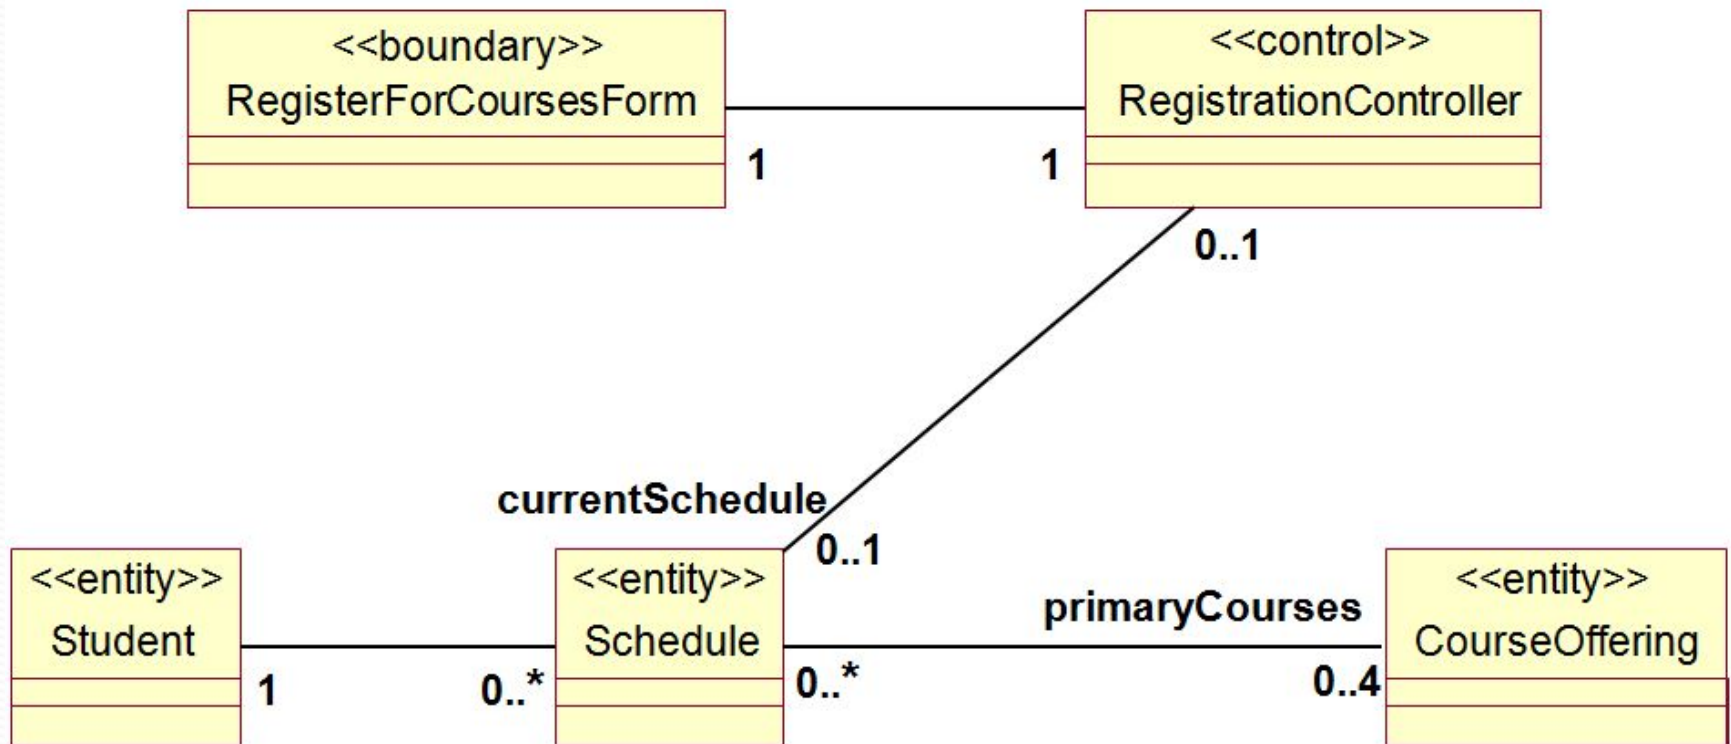 <<boundary>>
RegisterForCoursesForm
<<control>>
RegistrationController
1
1
0..1
currentSchedule
0..1
<<entity>>
Student
<<entity>>
Schedule
primaryCourses
<<entity>>
CourseOffering
1
0..*
0..*
0..4